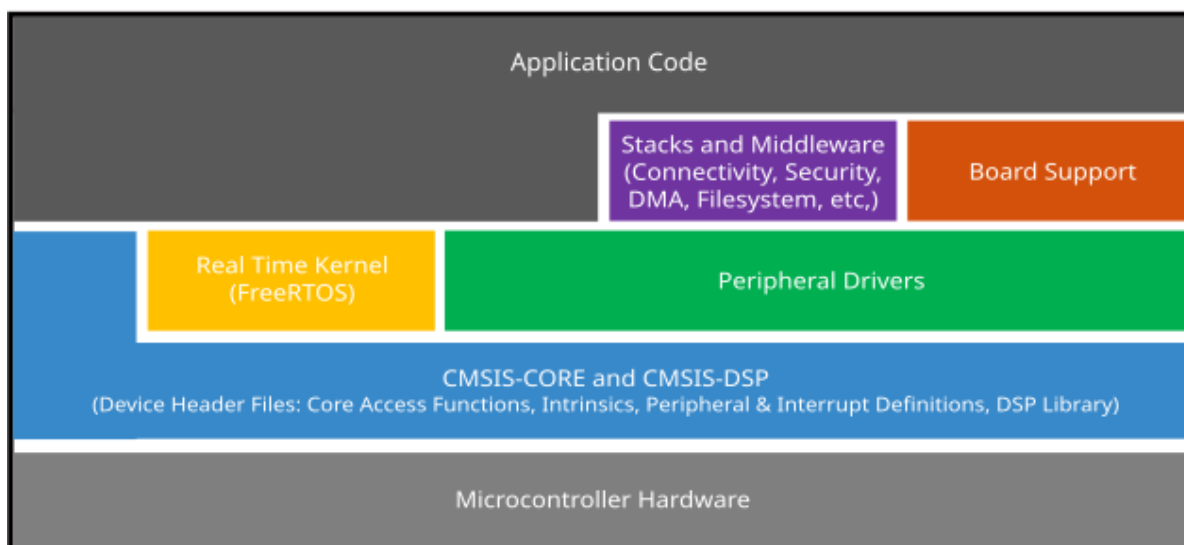 Application Code
Stacks and Middleware
(Connectivity, Security,
DMA, Filesystem, etc,)
Board Support
Real Time Kernel
(FreeRTOS)
Peripheral Drivers
CMSIS-CORE and CMSIS-DSP
(Device Header Files: Core Access Functions, Intrinsics, Peripheral & Interrupt Definitions, DSP Library)
Microcontroller Hardware